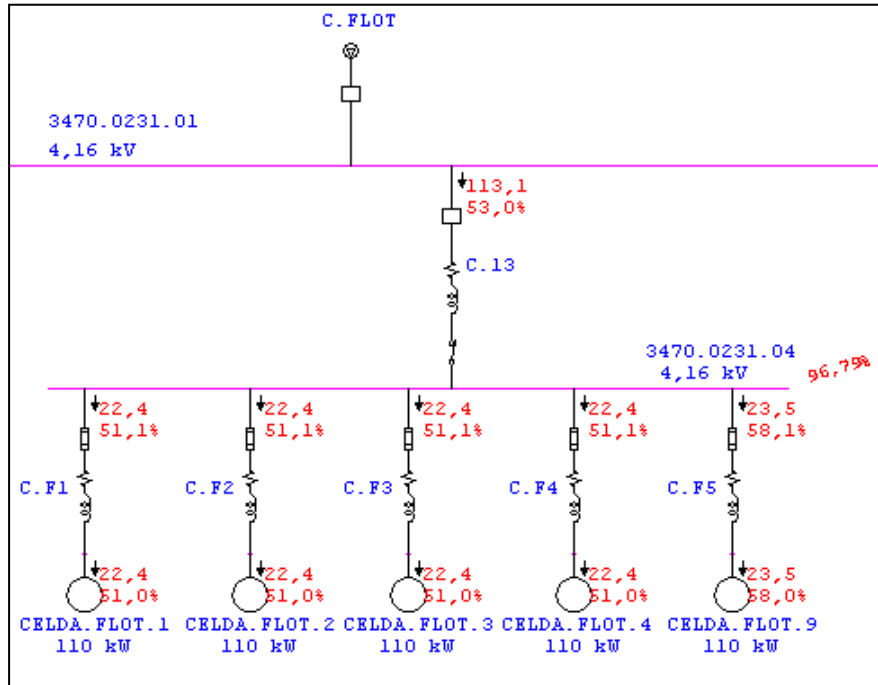 C.FLOT
3470.0231.01
4,16 kV
113,1
53,0%
C.13
3470.0231.04
4,16 kV
96,79%
22,4 22,4 22,4 22,4 23,5
51,1% 51,1% 51,1% 51,1% 58,1%
C.F1 C.F2 C.F3 C.F4 C.F5
22,4 22,4 22,4 22,4 23,5
51,0% 51,0% 51,0% 51,0% 58,0%
CELDA.FLOT.1 CELDA.FLOT.2 CELDA.FLOT.3 CELDA.FLOT.4 CELDA.FLOT.9
110 kW 110 kW 110 kW 110 kW 110 kW